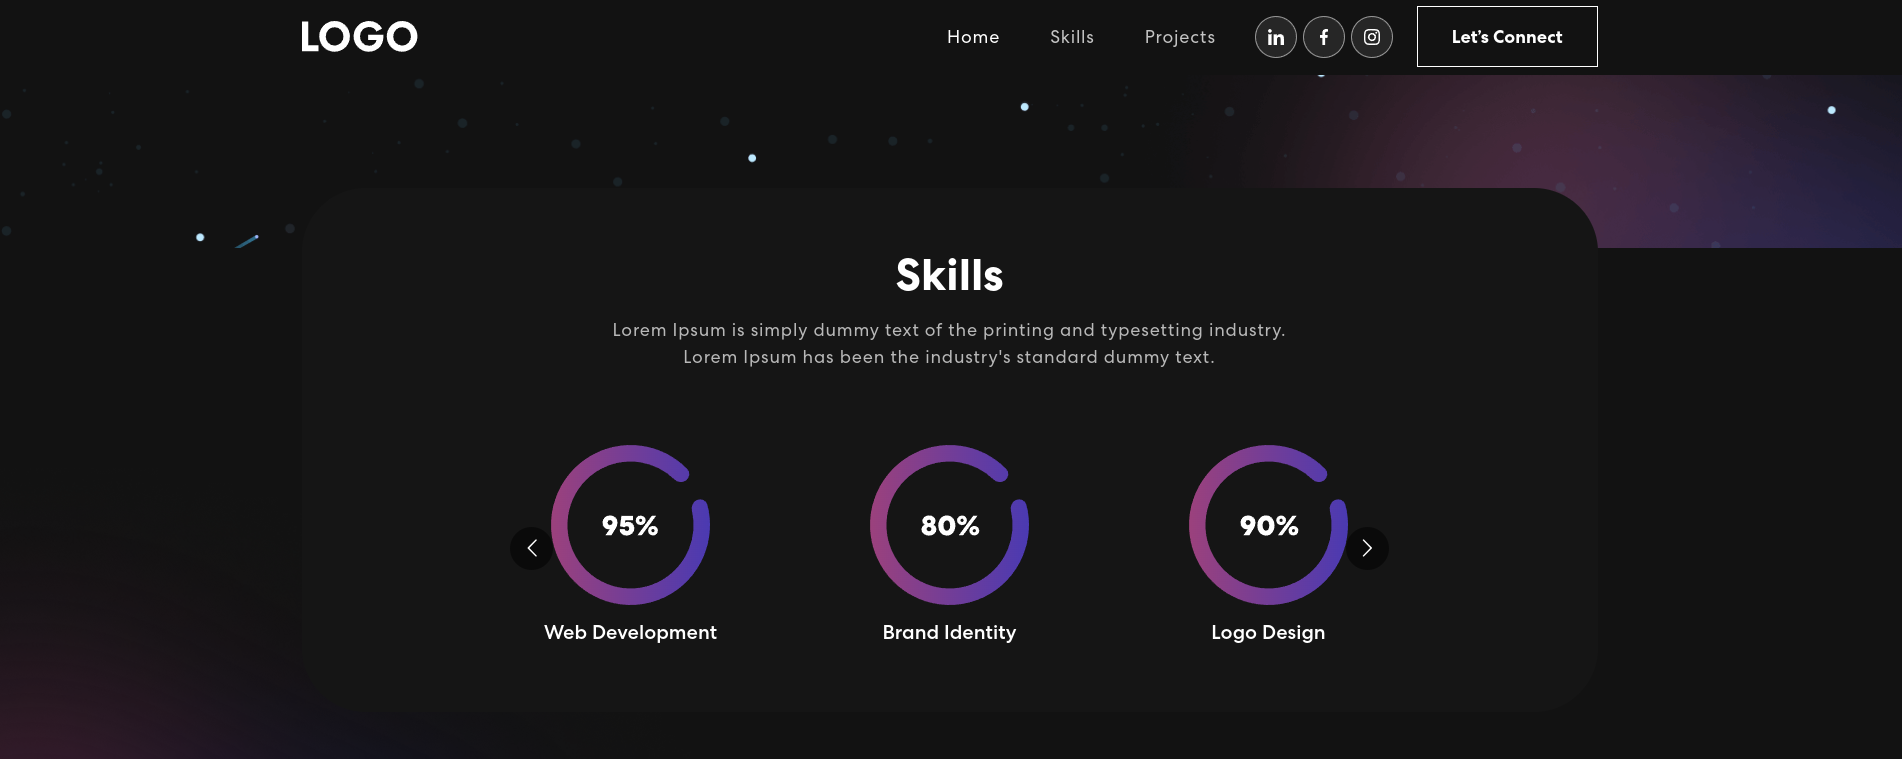 LOGO
Home
Skills
Projects
Let's Connect
Skills
Lorem Ipsum is simply dummy text of the printing and typesetting industry.
Lorem Ipsum has been the industry's standard dummy text.
95%
80%
90%
Web Development
Brand Identity
Logo Design